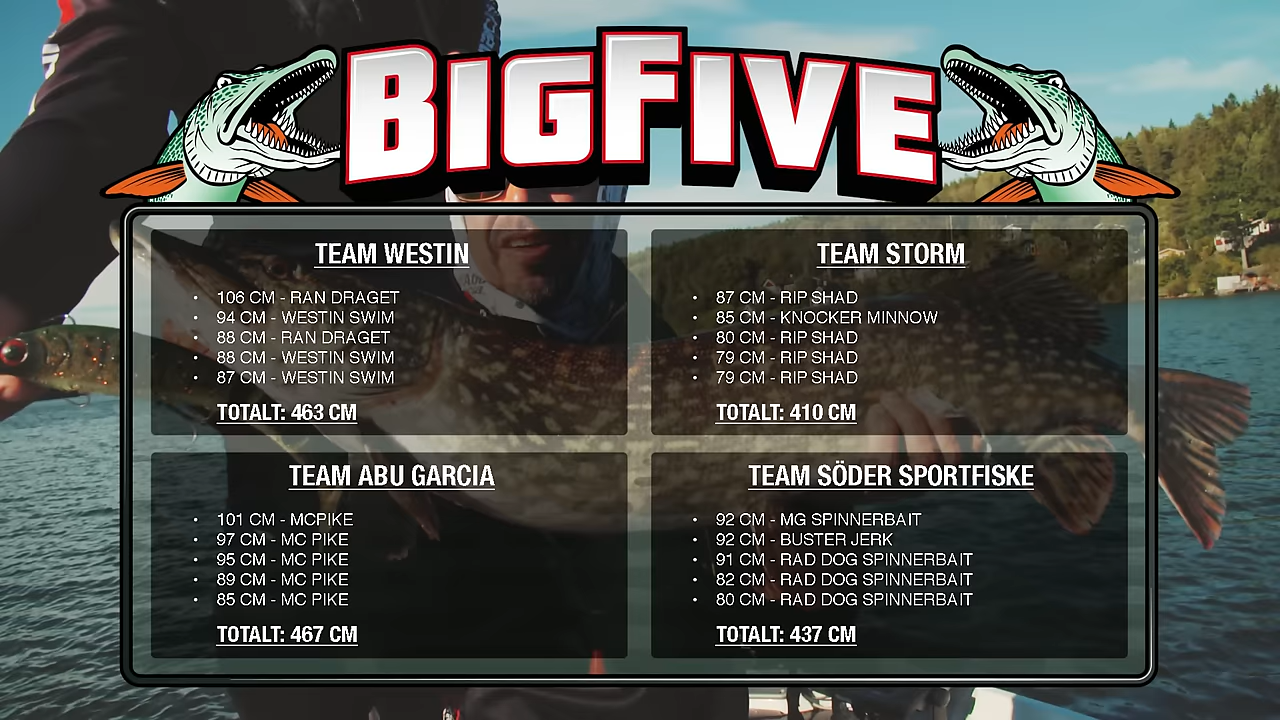 BIGFIVE
TEAM WESTIN
• 106 CM - RAN DRAGET
• 94 CM - WESTIN SWIM
• 88 CM - RAN DRAGET
• 88 CM - WESTIN SWIM
• 87 CM - WESTIN SWIM
TOTALT: 463 CM
TEAM STORM
• 87 CM - RIP SHAD
• 85 CM - KNOCKER MINNOW
• 80 CM - RIP SHAD
• 79 CM - RIP SHAD
• 79 CM - RIP SHAD
TOTALT: 410 CM
TEAM ABU GARCIA
• 101 CM - MCPIKE
• 97 CM - MC PIKE
• 95 CM - MC PIKE
• 89 CM - MC PIKE
• 85 CM - MC PIKE
TOTALT: 467 CM
TEAM SÖDER SPORTFISKE
• 92 CM - MG SPINNERBAIT
• 92 CM - BUSTER JERK
• 91 CM - RAD DOG SPINNERBAIT
• 82 CM - RAD DOG SPINNERBAIT
• 80 CM - RAD DOG SPINNERBAIT
TOTALT: 437 CM